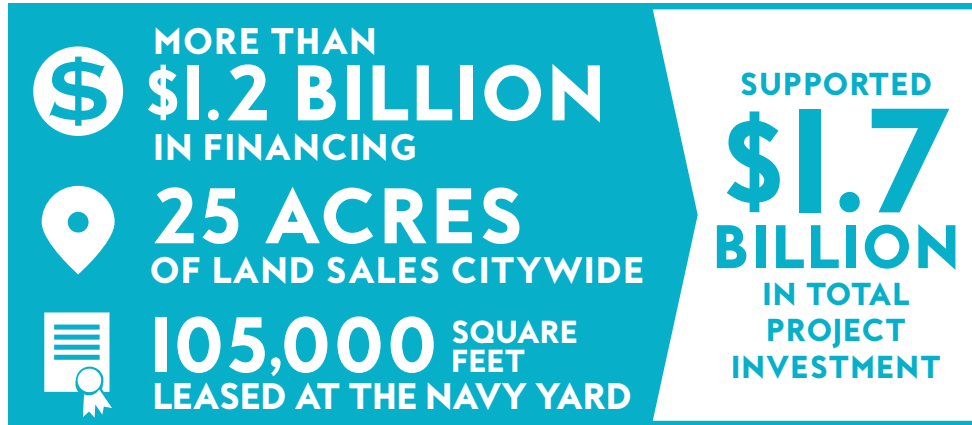 MORE THAN
$1.2 BILLION
IN FINANCING
25 ACRES
OF LAND SALES CITYWIDE
105,000 SQUARE
FEET
LEASED AT THE NAVY YARD
SUPPORTED
$1.7
BILLION
IN TOTAL
PROJECT
INVESTMENT